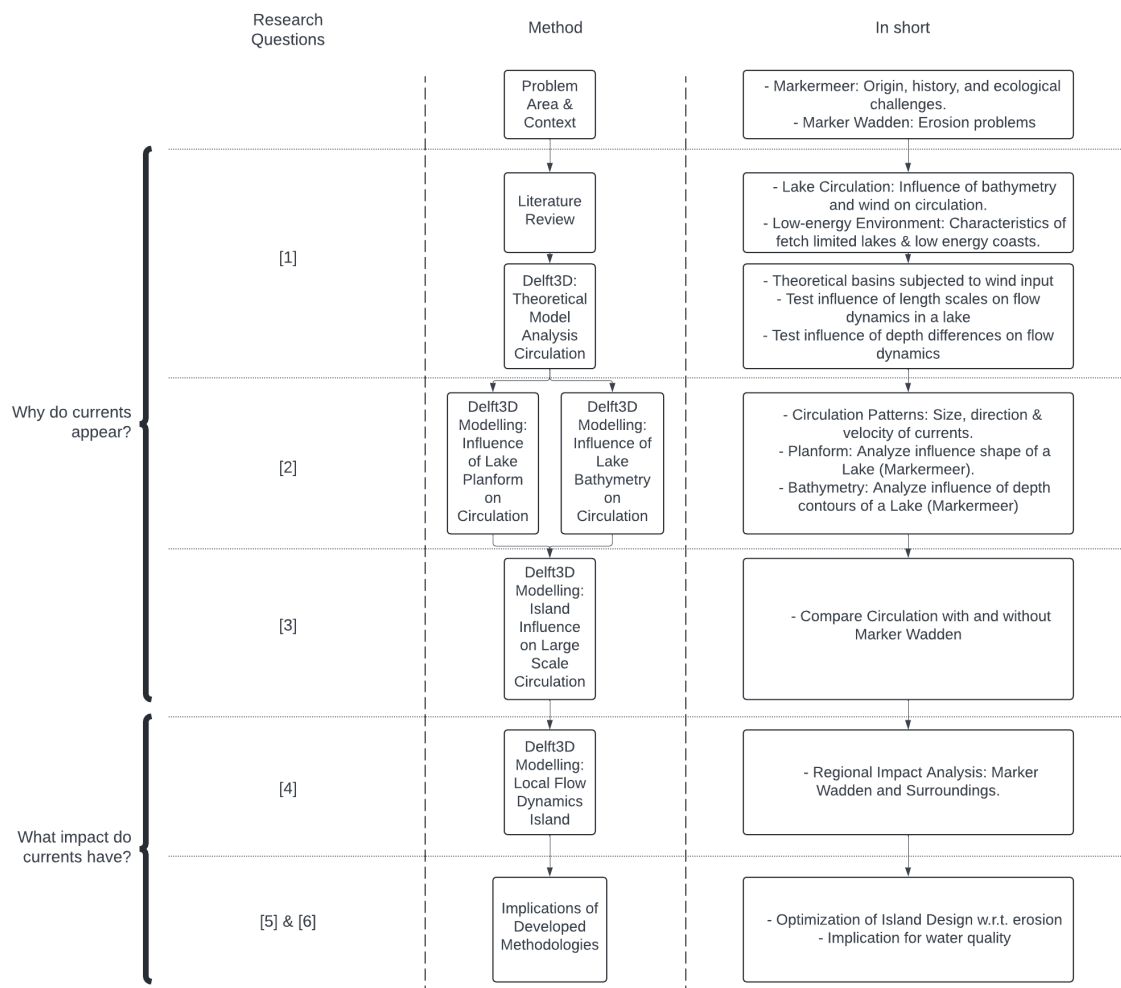 Research
Questions
Method
In short
Problem
Area &
Context
- Markermeer: Origin, history, and ecological
challenges.
- Marker Wadden: Erosion problems
Why do currents
appear?
[1]
Literature
Review
- Lake Circulation: Influence of bathymetry
and wind on circulation.
- Low-energy Environment: Characteristics of
fetch limited lakes & low energy coasts.
Delft3D:
Theoretical
Model
Analysis
Circulation
- Theoretical basins subjected to wind input
- Test influence of length scales on flow
dynamics in a lake
- Test influence of depth differences on flow
dynamics
[2]
Delft3D
Modelling:
Influence
of Lake
Planform
on
Circulation
Delft3D
Modelling:
Influence of
Lake
Bathymetry
on
Circulation
- Circulation Patterns: Size, direction &
velocity of currents.
- Planform: Analyze influence shape of a
Lake (Markermeer).
- Bathymetry: Analyze influence of depth
contours of a Lake (Markermeer)
[3]
Delft3D
Modelling:
Island
Influence
on Large
Scale
Circulation
- Compare Circulation with and without
Marker Wadden
What impact do
currents have?
[4]
Delft3D
Modelling:
Local Flow
Dynamics
Island
- Regional Impact Analysis: Marker
Wadden and Surroundings.
[5] & [6]
Implications of
Developed
Methodologies
- Optimization of Island Design w.r.t. erosion
- Implication for water quality